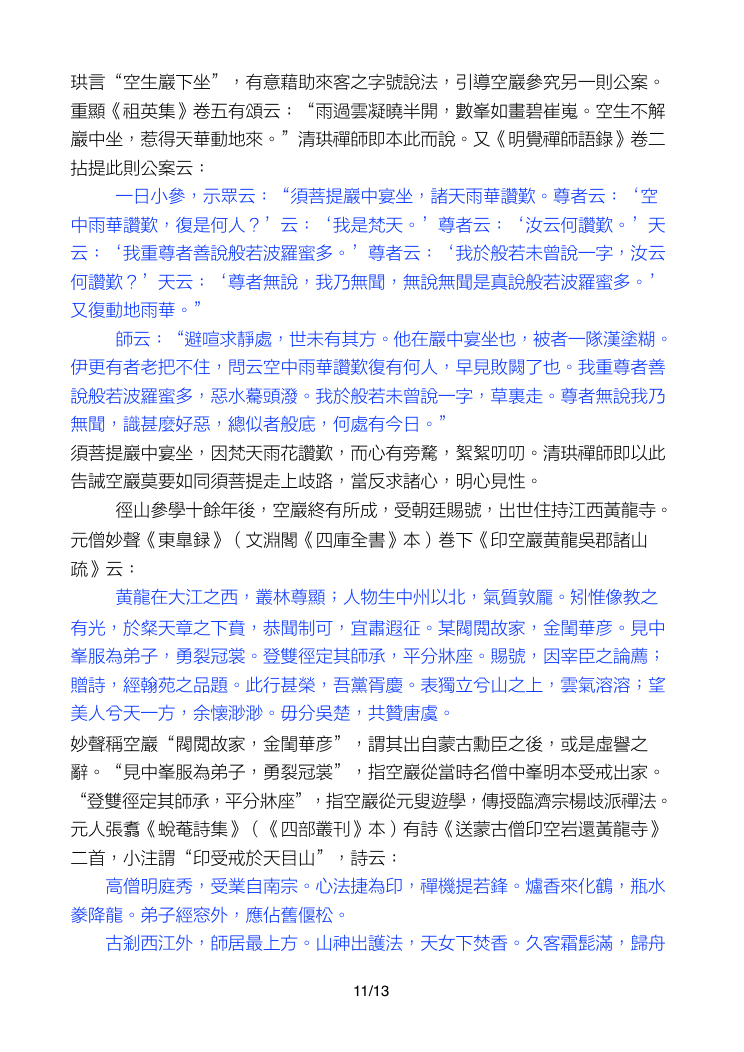 珙言“空生巖下坐”，有意藉助來客之字號說法，引導空巖參究另一則公案。
重顯《祖英集》卷五有頌云：“雨過雲凝曉半開，數峯如畫碧崔嵬。空生不解
巖中坐，惹得天華動地來。”清珙禪師即本此而說。又《明覺禪師語錄》卷二
拈提此則公案云：
一日小參，示眾云：“須菩提巖中宴坐，諸天雨華讚歎。尊者云：‘空
中雨華讚歎，復是何人？’云：‘我是梵天。’尊者云：‘汝云何讚歎。’天
云：‘我重尊者善說般若波羅蜜多。’尊者云：‘我於般若未曾說一字，汝云
何讚歎？’天云：‘尊者無說，我乃無聞，無說無聞是真說般若波羅蜜多。’
又復動地雨華。”
師云：“避喧求靜處，世未有其方。他在巖中宴坐也，被者一隊漢塗糊。
伊更有者老把不住，問云空中雨華讚歎復有何人，早見敗闕了也。我重尊者善
說般若波羅蜜多，惡水驀頭潑。我於般若未曾說一字，草裏走。尊者無說我乃
無聞，識甚麼好惡，總似者般底，何處有今日。”
須菩提巖中宴坐，因梵天雨花讚歎，而心有旁騖，絮絮叨叨。清珙禪師即以此
告誡空巖莫要如同須菩提走上歧路，當反求諸心，明心見性。
徑山參學十餘年後，空巖終有所成，受朝廷賜號，出世住持江西黃龍寺。
元僧妙聲《東臯録》（文淵閣《四庫全書》本）卷下《印空巖黃龍吳郡諸山
疏》云：
黃龍在大江之西，叢林尊顯；人物生中州以北，氣質敦龐。矧惟像教之
有光，於粲天章之下賁，恭聞制可，宜肅遐征。某閥閱故家，金閨華彥。見中
峯服為弟子，勇裂冠裳。登雙徑定其師承，平分牀座。賜號，因宰臣之論薦；
贈詩，經翰苑之品題。此行甚榮，吾黨胥慶。表獨立兮山之上，雲氣溶溶；望
美人兮天一方，余懷渺渺。毋分吳楚，共贊唐虞。
妙聲稱空巖“閥閱故家，金閨華彥”，謂其出自蒙古勳臣之後，或是虛譽之
辭。“見中峯服為弟子，勇裂冠裳”，指空巖從當時名僧中峯明本受戒出家。
“登雙徑定其師承，平分牀座”，指空巖從元叟遊學，傳授臨濟宗楊歧派禪法。
元人張翥《蛻菴詩集》（《四部叢刊》本）有詩《送蒙古僧印空岩還黃龍寺》
二首，小注謂“印受戒於天目山”，詩云：
高僧明庭秀，受業自南宗。心法捷為印，禪機提若鋒。爐香來化鶴，瓶水
豢降龍。弟子經窓外，應佔舊偃松。
古剎西江外，師居最上方。山神出護法，天女下焚香。久客霜髭滿，歸舟
11/13